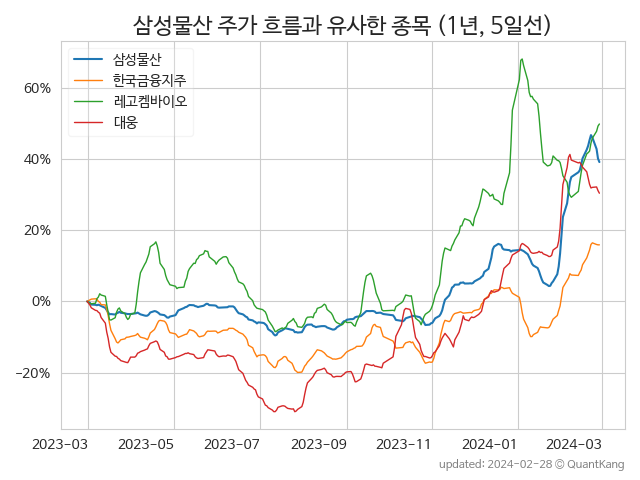 삼성물산 주가 흐름과 유사한 종목 (1년, 5일선)
삼성물산
한국금융지주
레고켐바이오
대웅
60%
40%
20%
0%
−20%
2023-03 2023-05 2023-07 2023-09 2023-11 2024-01 2024-03
updated: 2024-02-28 © QuantKang